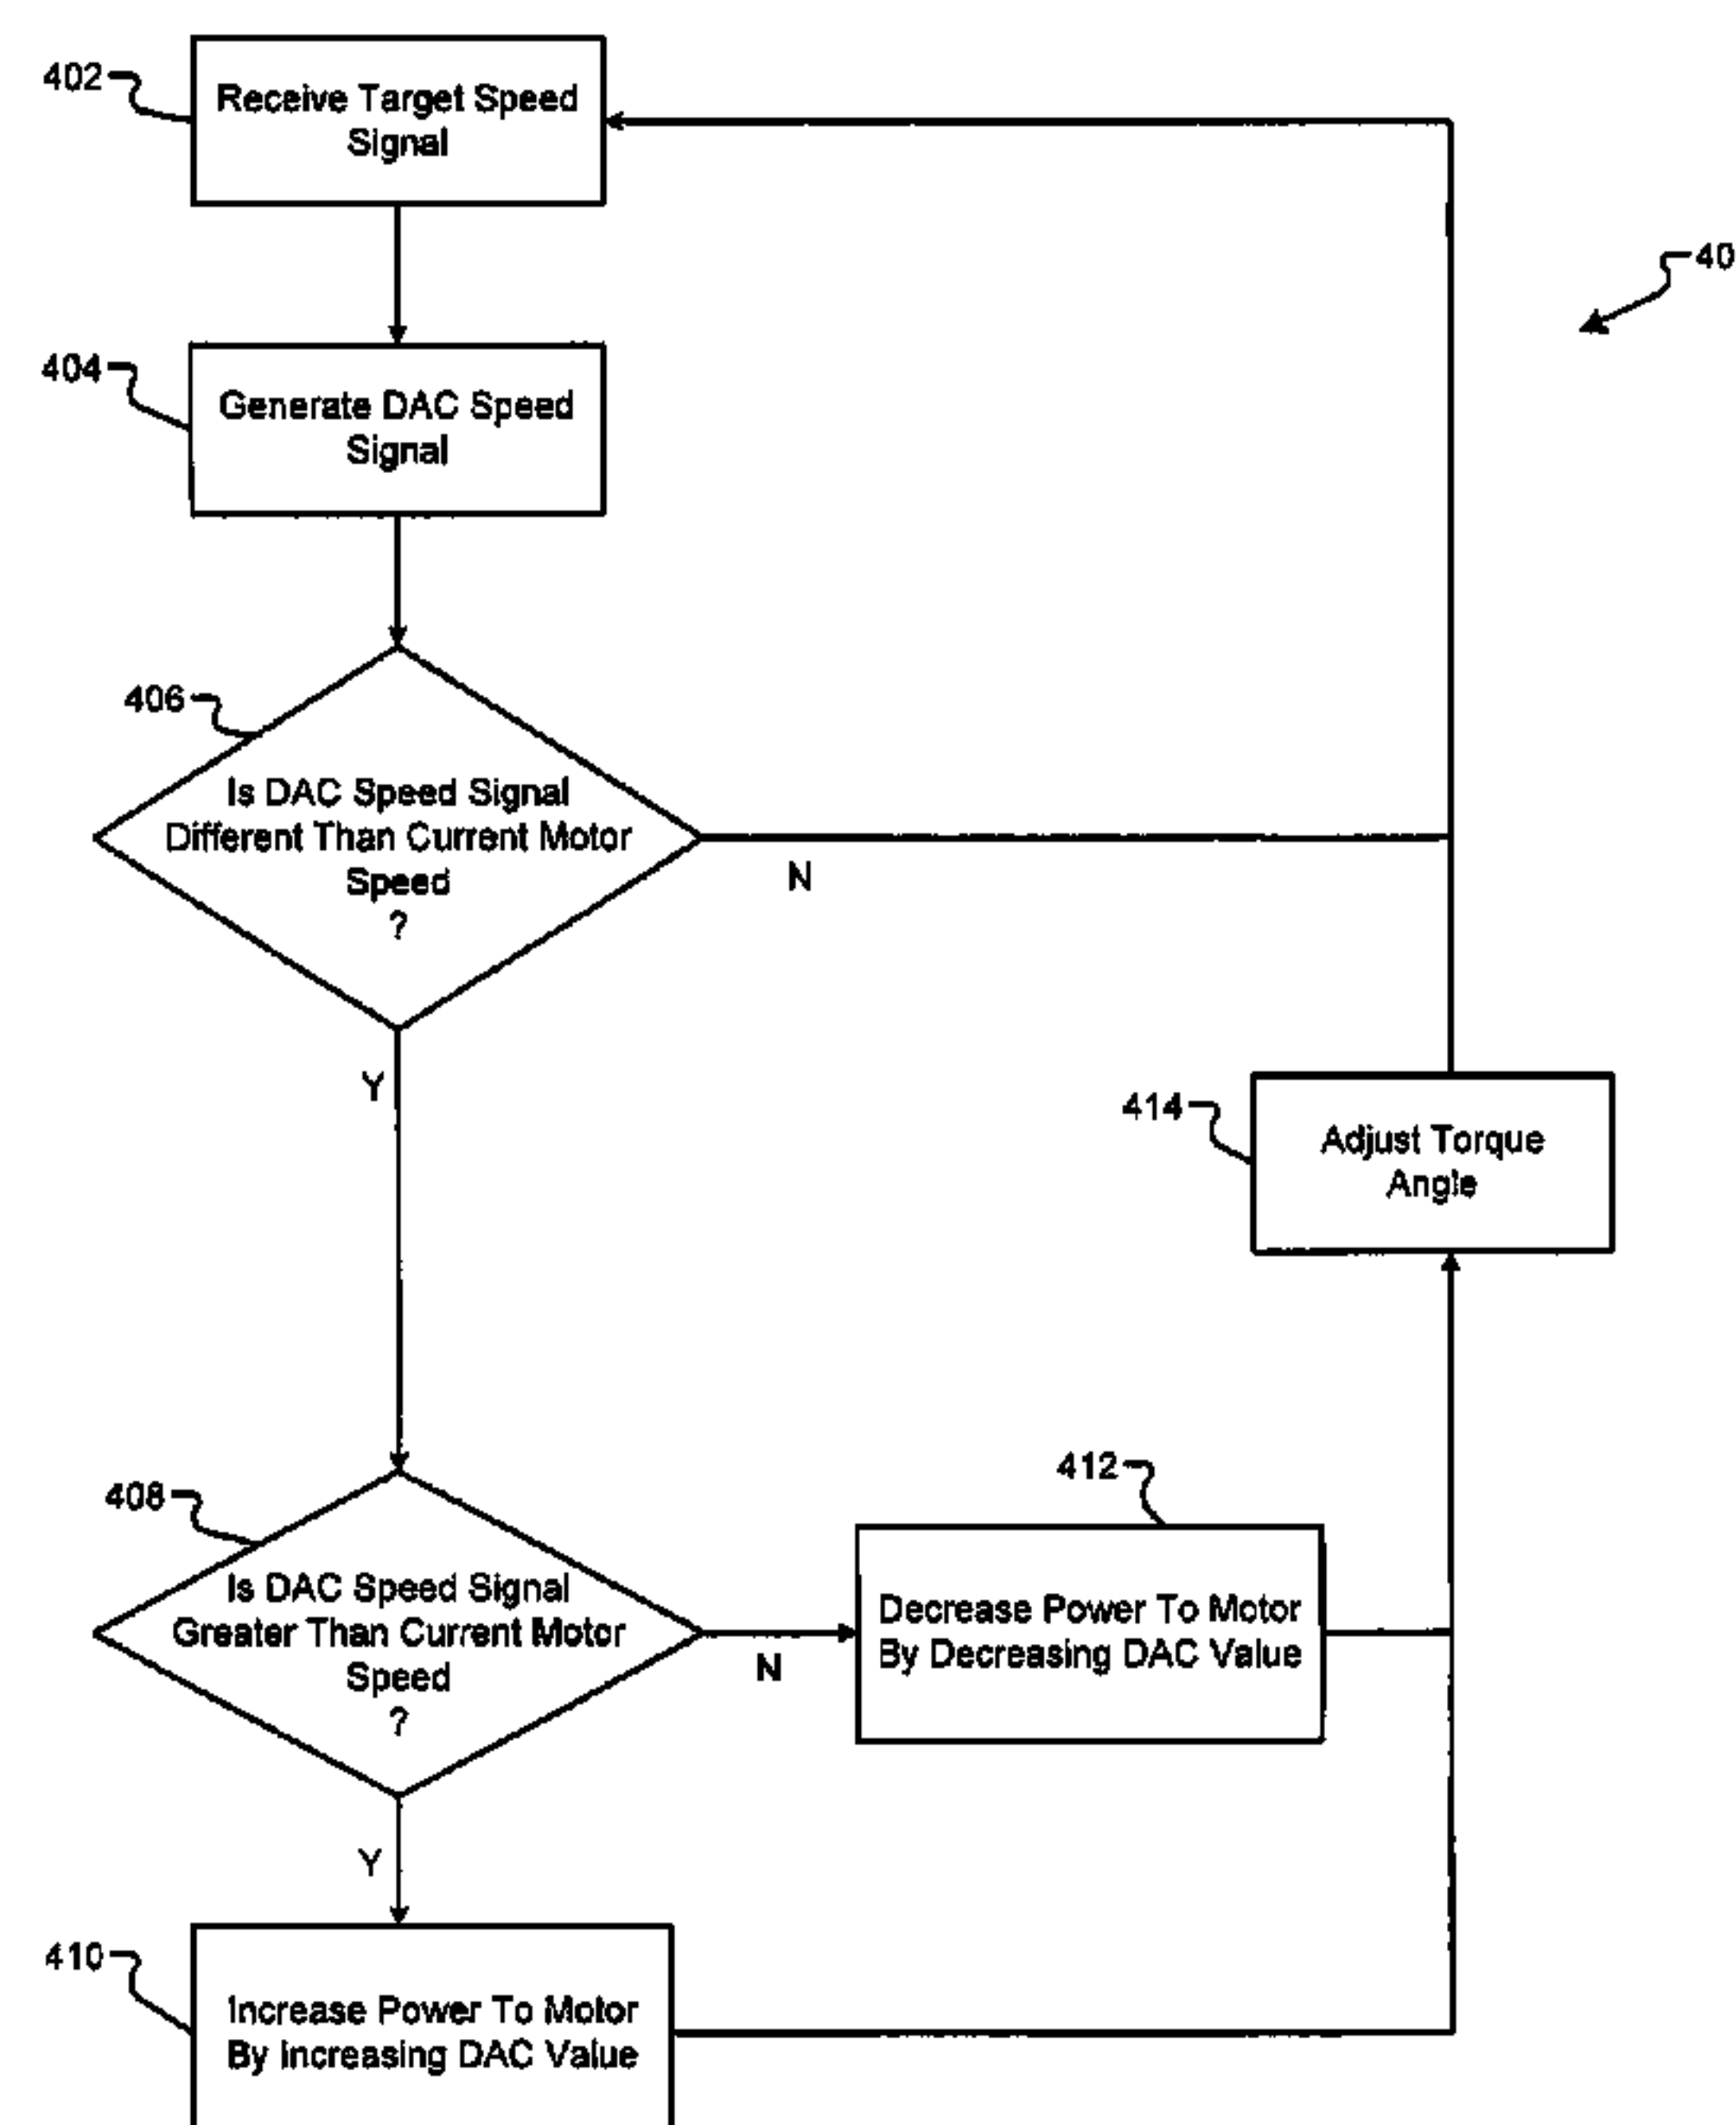 402
Receive Target Speed
Signal
40
404
Generate DAC Speed
Signal
406
Is DAC Speed Signal
Different Than Current Motor
Speed
?
N
Y
414
Adjust Torque
Angle
408
Is DAC Speed Signal
Greater Than Current Motor
Speed
?
N
412
Decrease Power To Motor
By Decreasing DAC Value
Y
410
Increase Power To Motor
By Increasing DAC Value